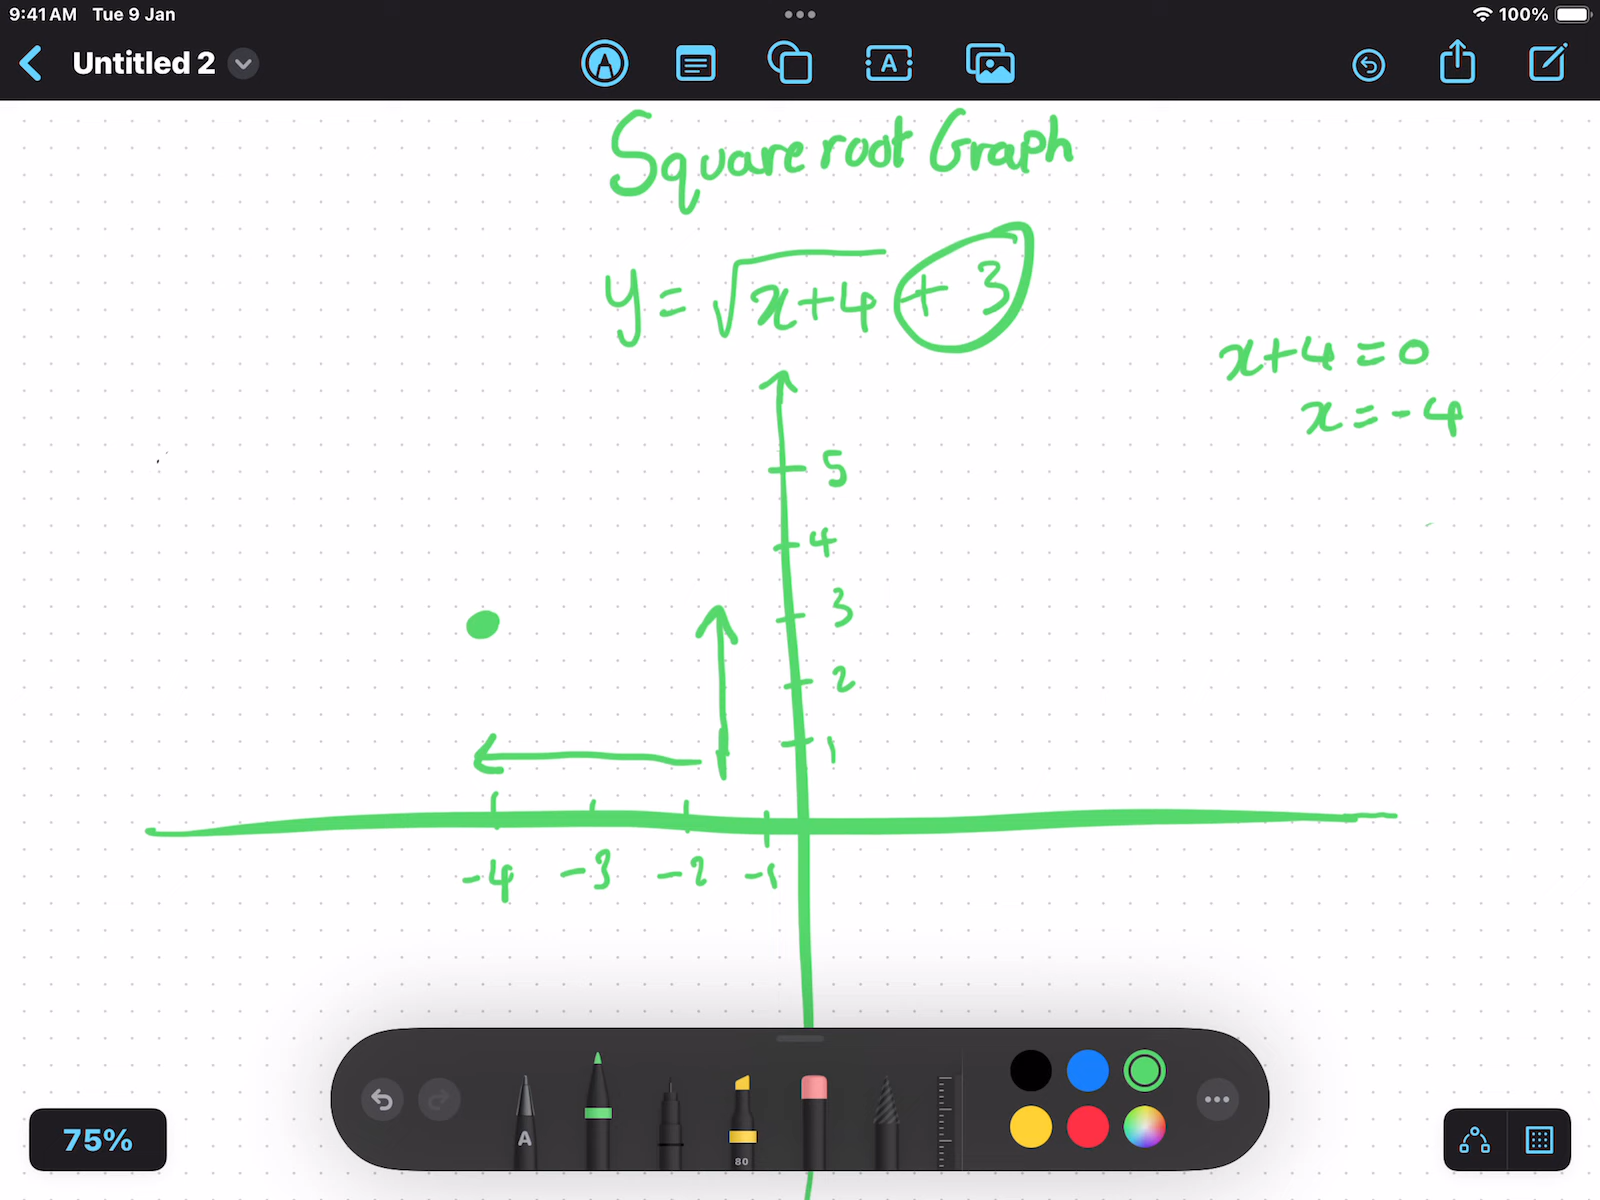 9:41 AM Tue 9 Jan
100%
Untitled 2
A
Square root Graph
y = √x+4 + 3
x+4 = 0
x = -4
5
4
3
2
1
-4 -3 -2 -1
A
80
75%